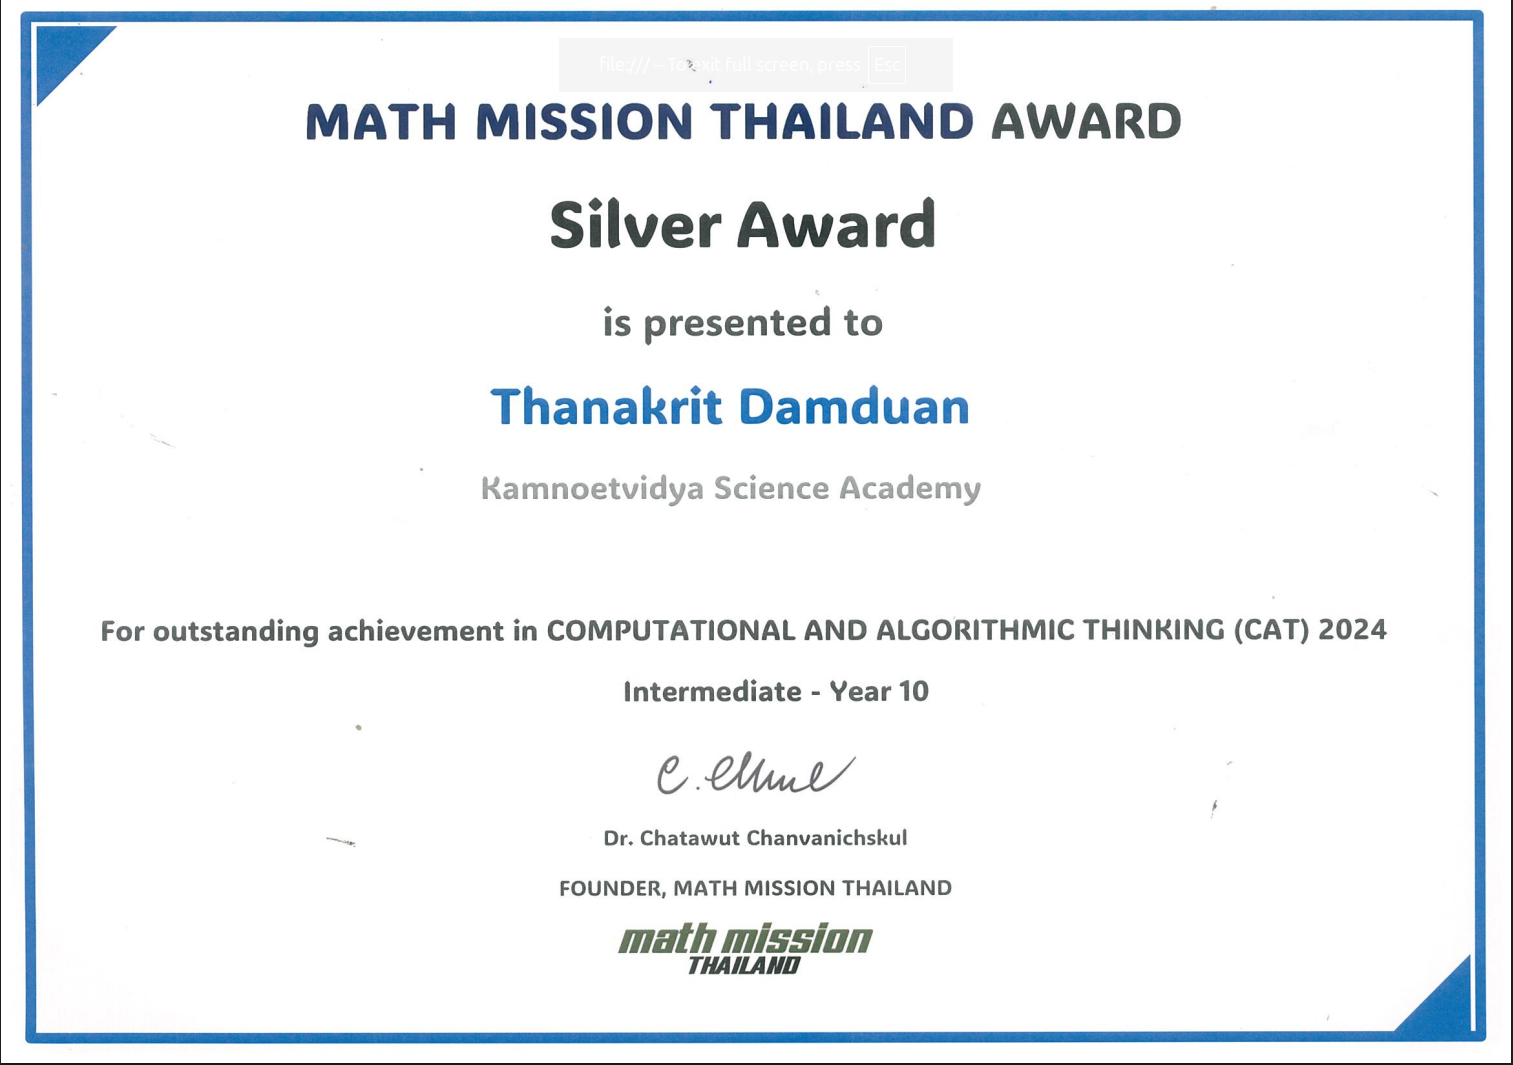 file:/// – To exit full screen, press Esc
MATH MISSION THAILAND AWARD
Silver Award
is presented to
Thanakrit Damduan
Kamnoetvidya Science Academy
For outstanding achievement in COMPUTATIONAL AND ALGORITHMIC THINKING (CAT) 2024
Intermediate - Year 10
Dr. Chatawut Chanvanichskul
FOUNDER, MATH MISSION THAILAND
math mission
THAILAND